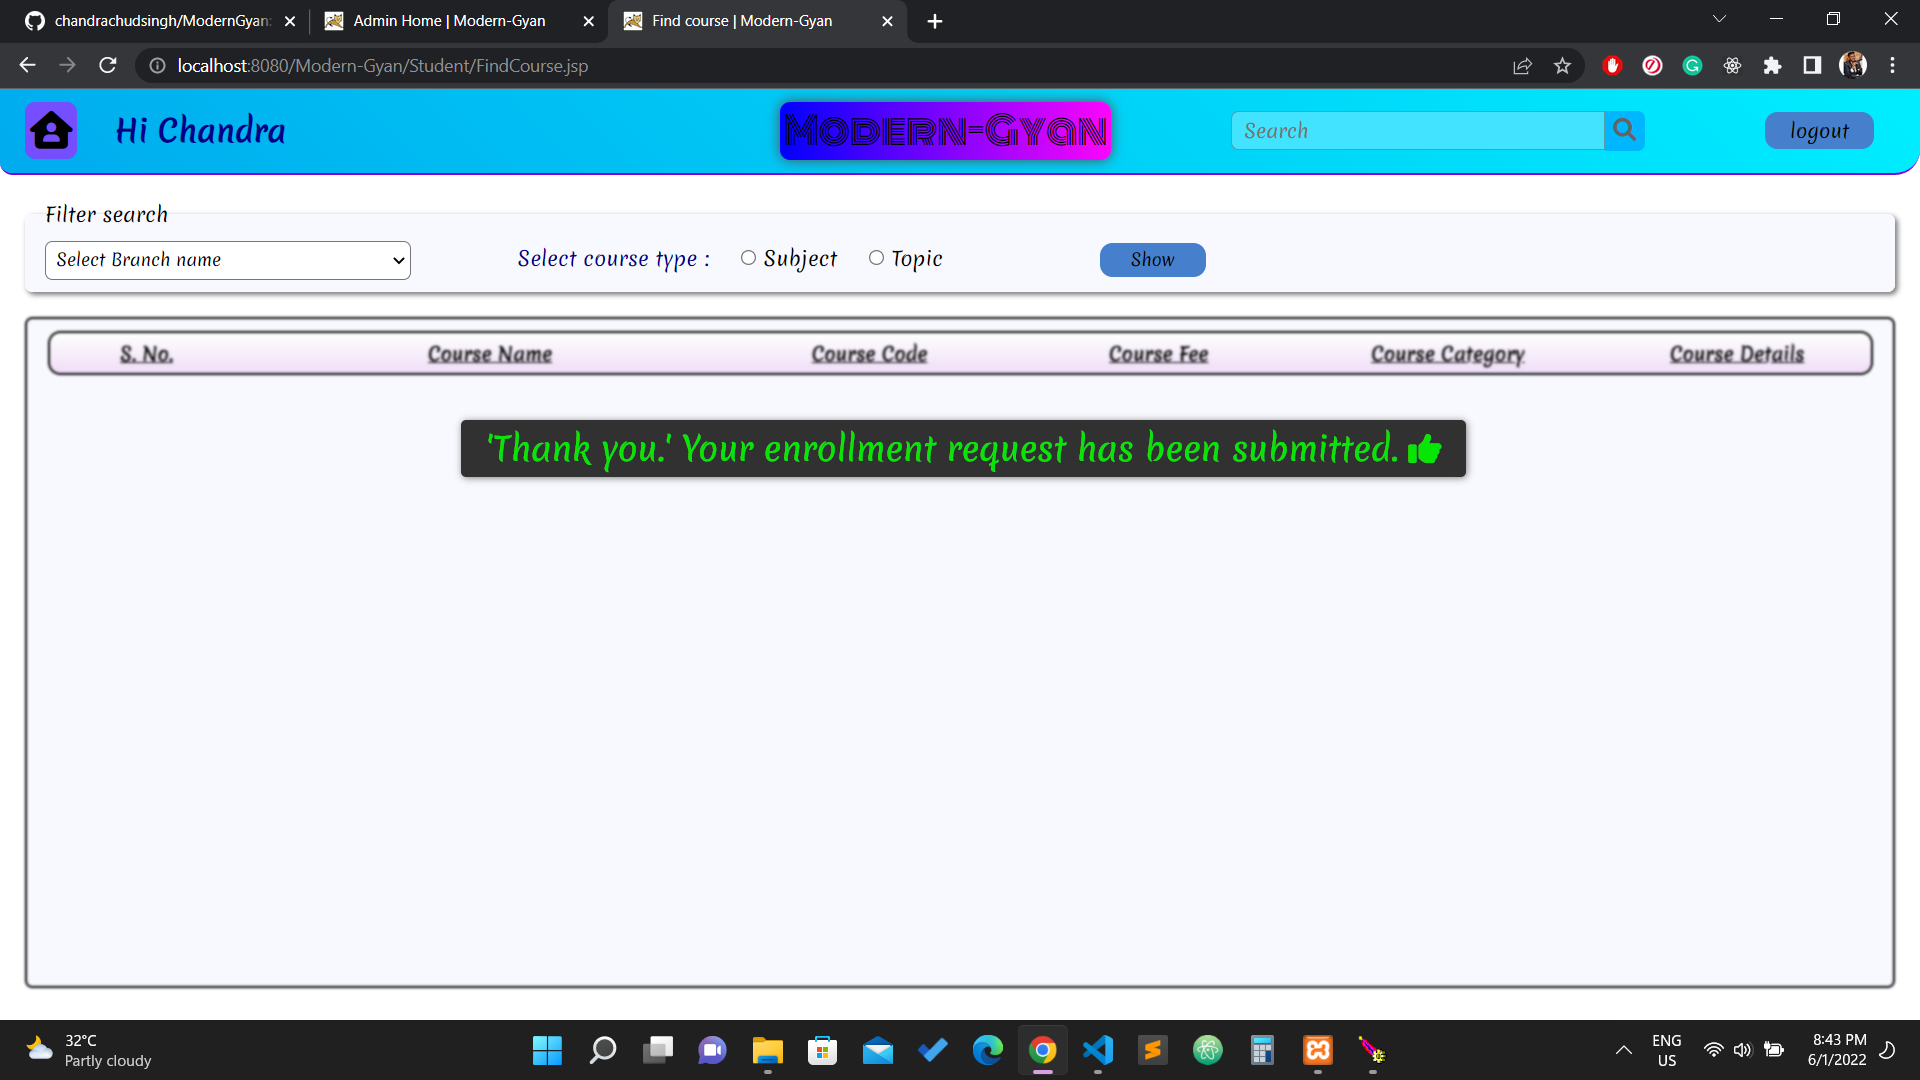 chandrachudsingh/ModernGyan:
Admin Home | Modern-Gyan
Find course | Modern-Gyan
localhost:8080/Modern-Gyan/Student/FindCourse.jsp
Hi Chandra
Modern-Gyan
Search
logout
Filter search
Select Branch name
Select course type :
Subject
Topic
Show
S. No.
Course Name
Course Code
Course Fee
Course Category
Course Details
'Thank you.' Your enrollment request has been submitted.
32°C
Partly cloudy
ENG
US
8:43 PM
6/1/2022